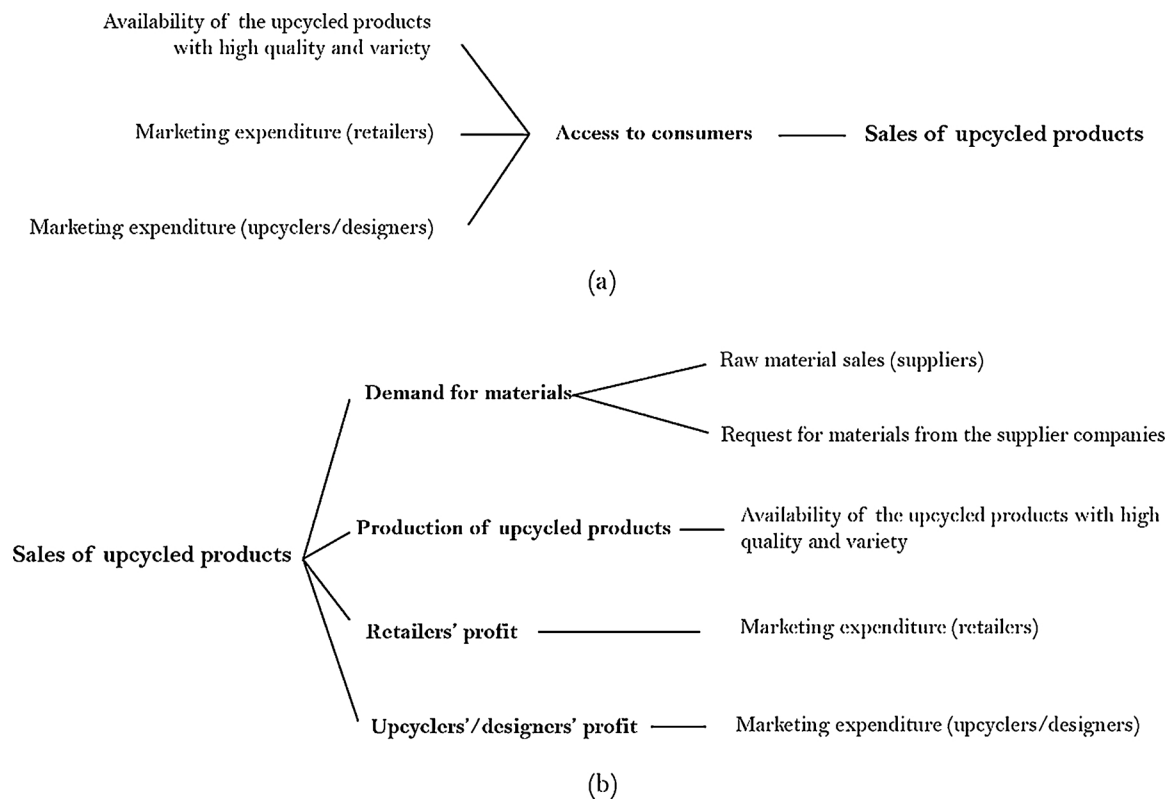 Availability of the upcycled products
with high quality and variety
Marketing expenditure (retailers)
Access to consumers
Sales of upcycled products
Marketing expenditure (upcyclers/designers)
(a)
Raw material sales (suppliers)
Demand for materials
Request for materials from the supplier companies
Production of upcycled products
Availability of the upcycled products with high
quality and variety
Sales of upcycled products
Retailers' profit
Marketing expenditure (retailers)
Upcyclers'/designers' profit
Marketing expenditure (upcyclers/designers)
(b)